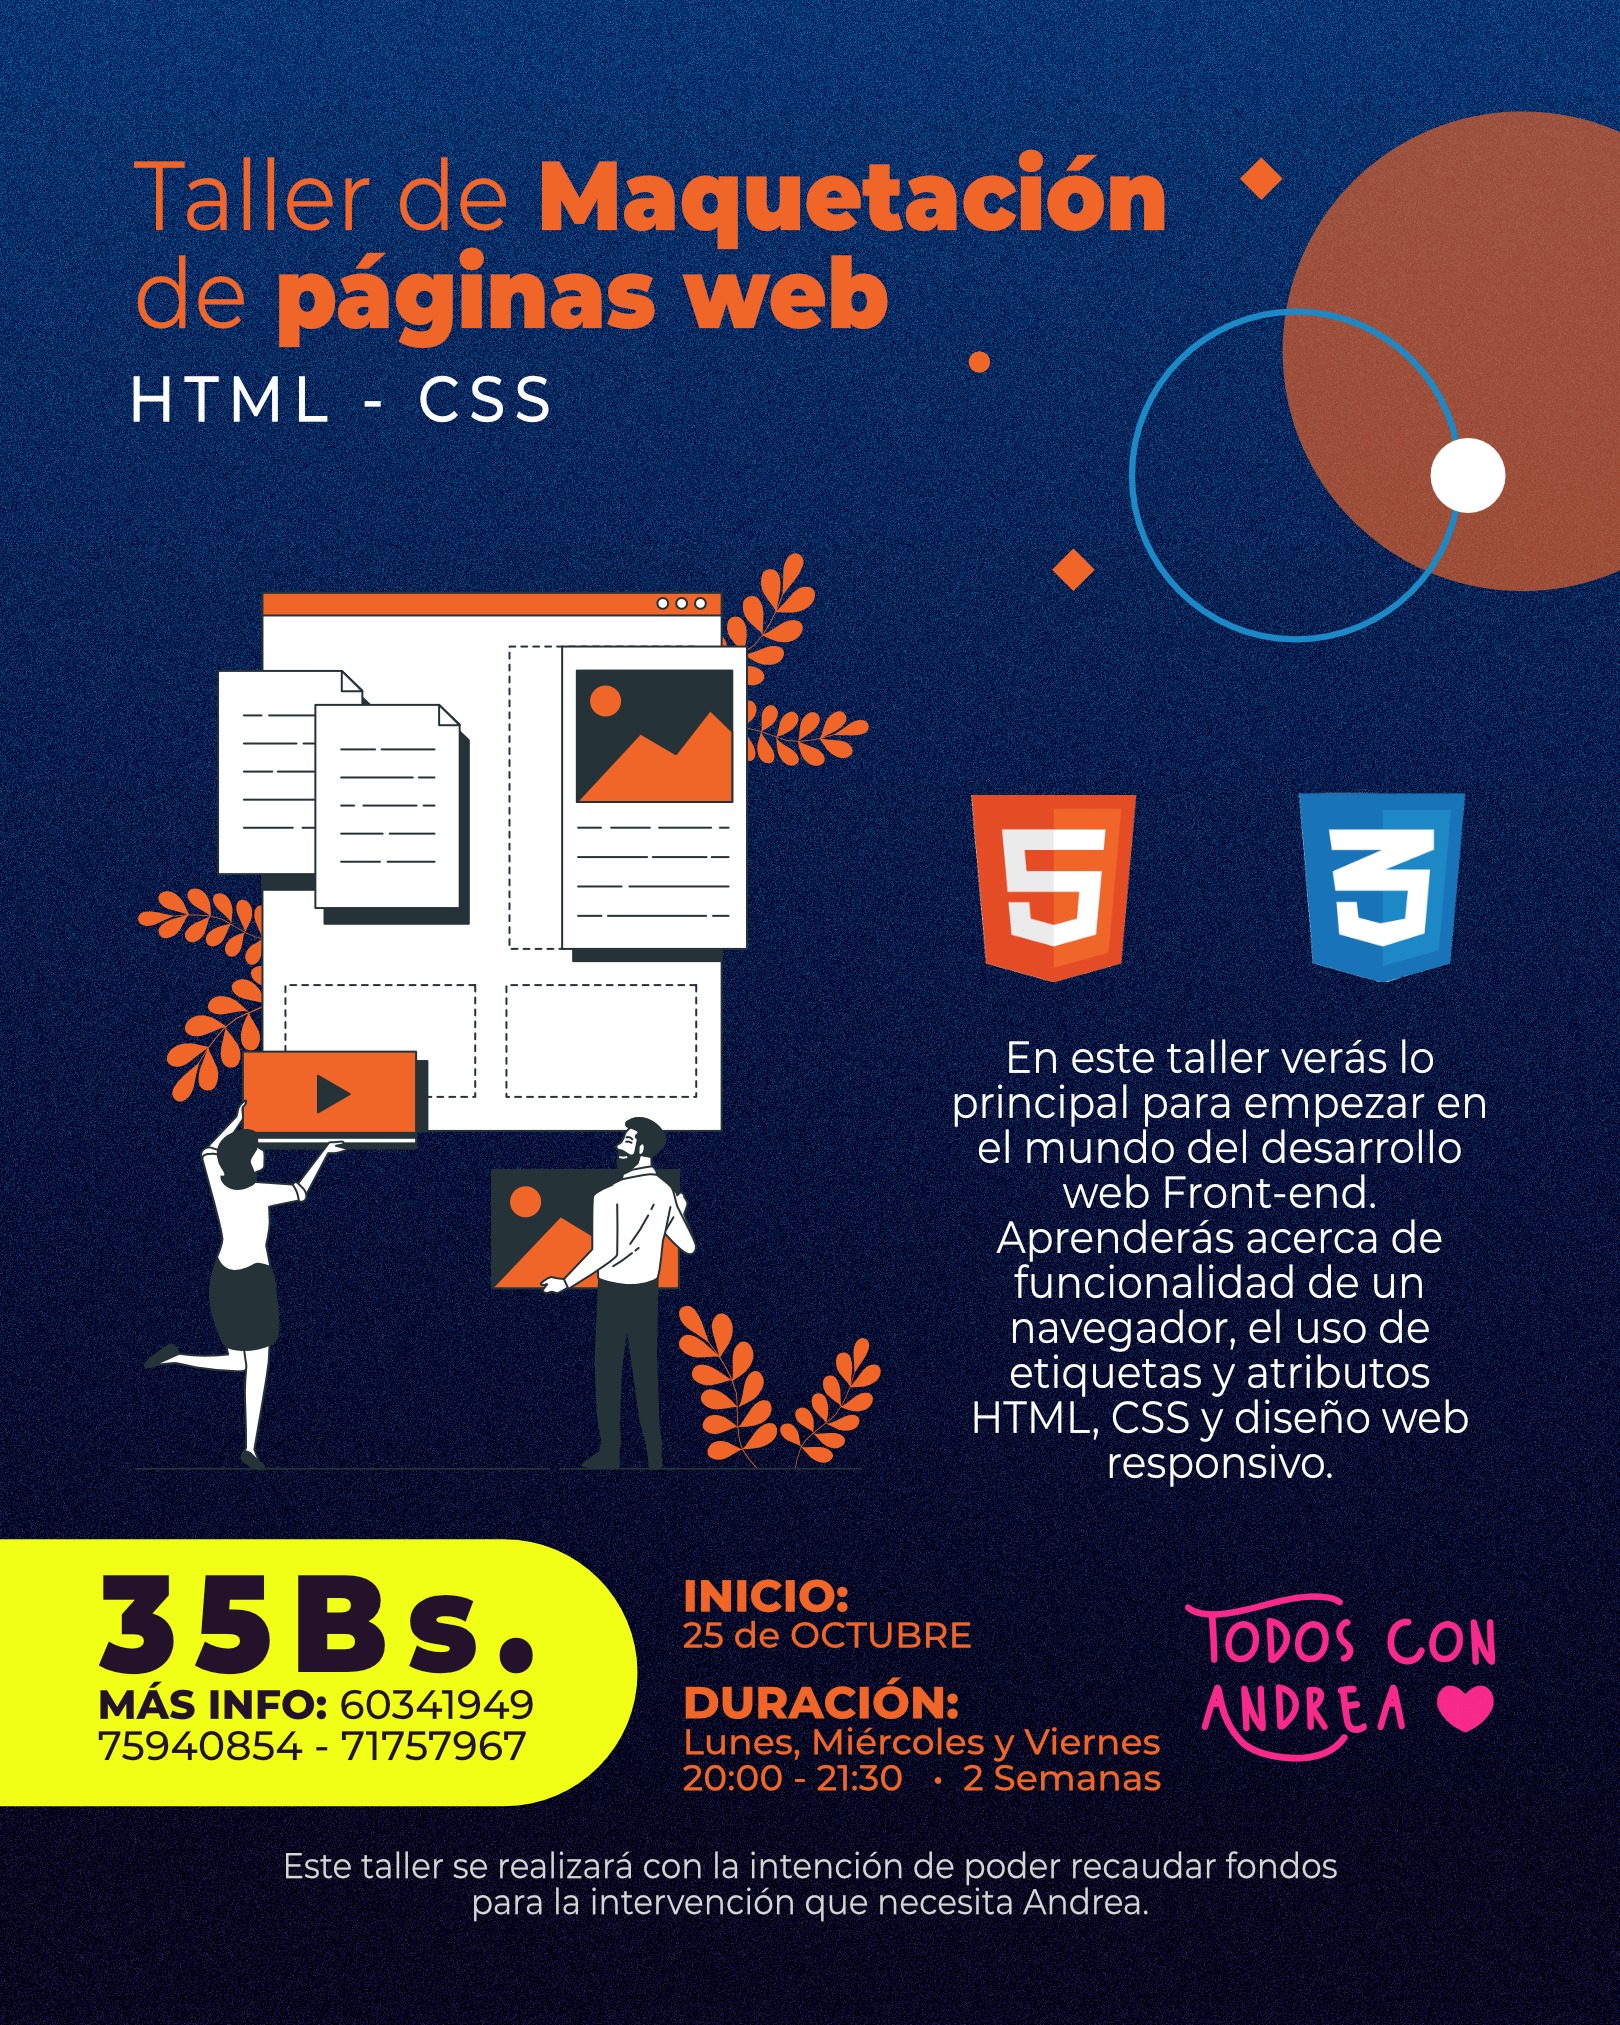 Taller de Maquetación
de páginas web
HTML - CSS
5
3
En este taller verás lo
principal para empezar en
el mundo del desarrollo
web Front-end.
Aprenderás acerca de
funcionalidad de un
navegador, el uso de
etiquetas y atributos
HTML, CSS y diseño web
responsivo.
35Bs.
MÁS INFO: 60341949
75940854 - 71757967
INICIO:
25 de OCTUBRE
DURACIÓN:
Lunes, Miércoles y Viernes
20:00 - 21:30 • 2 Semanas
TODOS CON
ANDREA
Este taller se realizará con la intención de poder recaudar fondos
para la intervención que necesita Andrea.